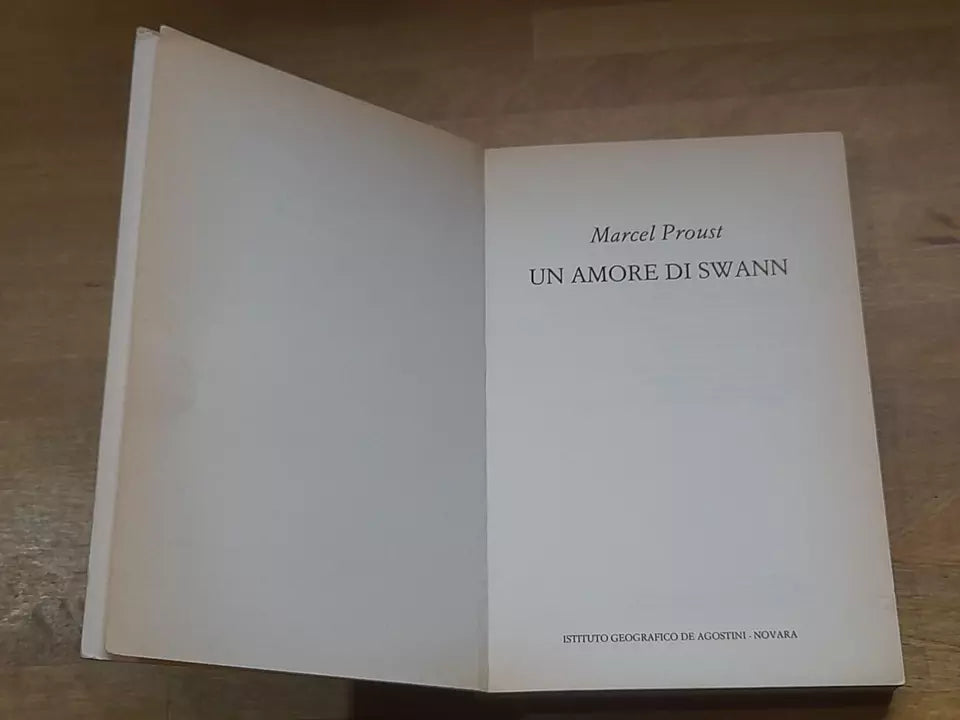 Marcel Proust
UN AMORE DI SWANN
ISTITUTO GEOGRAFICO DE AGOSTINI - NOVARA